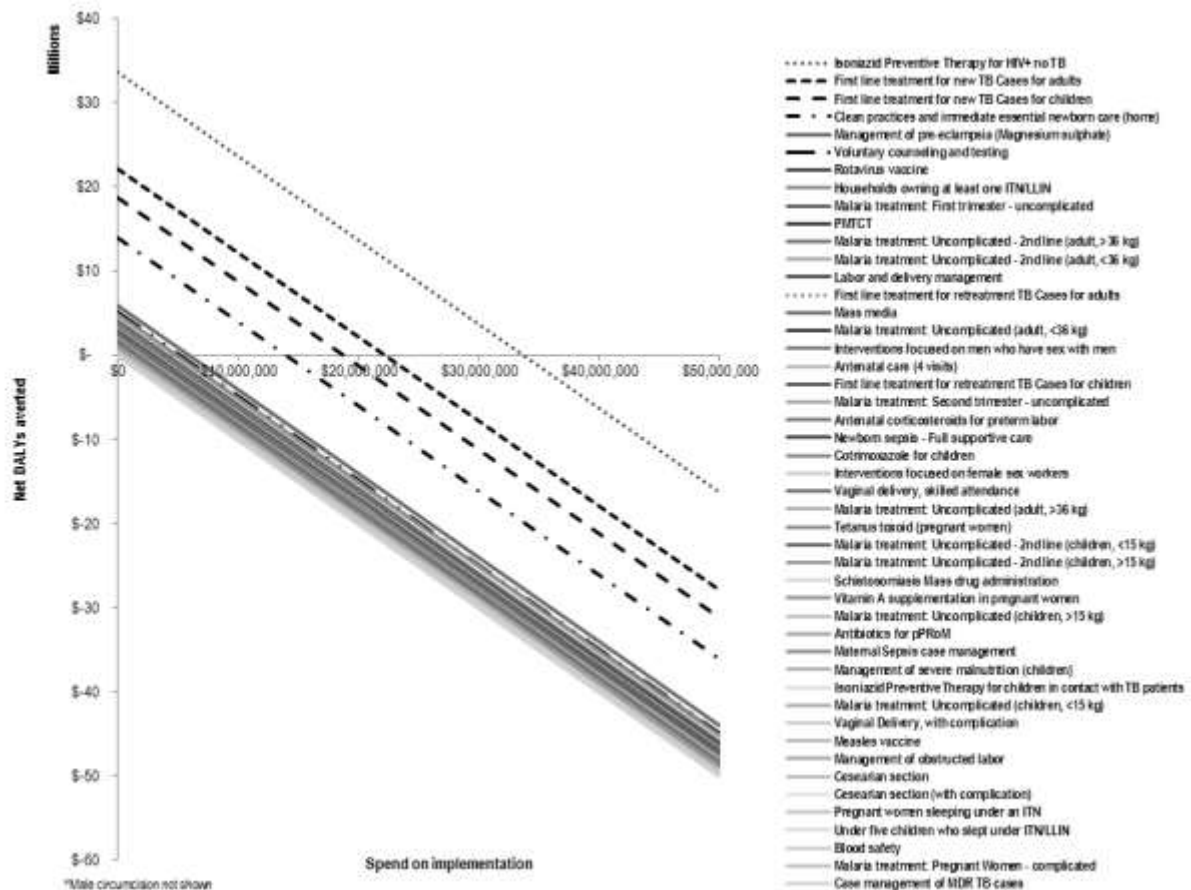 Millions
$40
$30
$20
$10
$-
$-10
$-20
$-30
$-40
$-50
$-60
Net DALYs averted
$0
$10,000,000
$20,000,000
$30,000,000
$40,000,000
$50,000,000
Spend on implementation
*Male circumcision not shown
Isoniazid Preventive Therapy for HIV+ no TB
First line treatment for new TB Cases for adults
First line treatment for new TB Cases for children
Clean practices and immediate essential newborn care (home)
Management of pre-eclampsia (Magnesium sulphate)
Voluntary counseling and testing
Rotavirus vaccine
Households owning at least one ITN/LLIN
Malaria treatment: First trimester - uncomplicated
PMTCT
Malaria treatment: Uncomplicated - 2nd line (adult, >36 kg)
Malaria treatment: Uncomplicated - 2nd line (adult, <36 kg)
Labor and delivery management
First line treatment for retreatment TB Cases for adults
Mass media
Malaria treatment: Uncomplicated (adult, <36 kg)
Interventions focused on men who have sex with men
Antenatal care (4 visits)
First line treatment for retreatment TB Cases for children
Malaria treatment: Second trimester - uncomplicated
Antenatal corticosteroids for preterm labor
Newborn sepsis - Full supportive care
Cotrimoxazole for children
Interventions focused on female sex workers
Vaginal delivery, skilled attendance
Malaria treatment: Uncomplicated (adult, >36 kg)
Tetanus toxoid (pregnant women)
Malaria treatment: Uncomplicated - 2nd line (children, <15 kg)
Malaria treatment: Uncomplicated - 2nd line (children, >15 kg)
Schistosomiasis Mass drug administration
Vitamin A supplementation in pregnant women
Malaria treatment: Uncomplicated (children, >15 kg)
Antibiotics for pPRoM
Maternal Sepsis case management
Management of severe malnutrition (children)
Isoniazid Preventive Therapy for children in contact with TB patients
Malaria treatment: Uncomplicated (children, <15 kg)
Vaginal Delivery, with complication
Measles vaccine
Management of obstructed labor
Cesearian section
Cesearian section (with complication)
Pregnant women sleeping under an ITN
Under five children who slept under ITN/LLIN
Blood safety
Malaria treatment: Pregnant Women - complicated
Case management of MDR TB cases